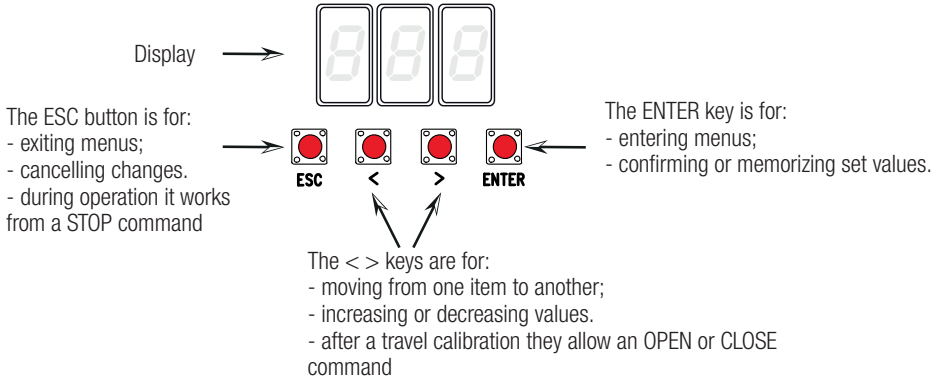 Display
The ESC button is for:
- exiting menus;
- cancelling changes.
- during operation it works
from a STOP command
The ENTER key is for:
- entering menus;
- confirming or memorizing set values.
ESC < > ENTER
The < > keys are for:
- moving from one item to another;
- increasing or decreasing values.
- after a travel calibration they allow an OPEN or CLOSE
command